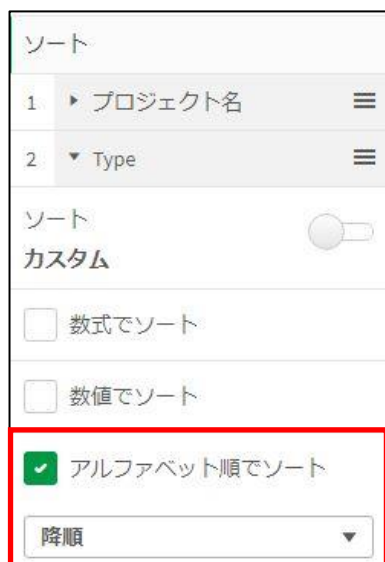 ソート
1 プロジェクト名
2 Type
ソート
カスタム
数式でソート
数値でソート
アルファベット順でソート
降順